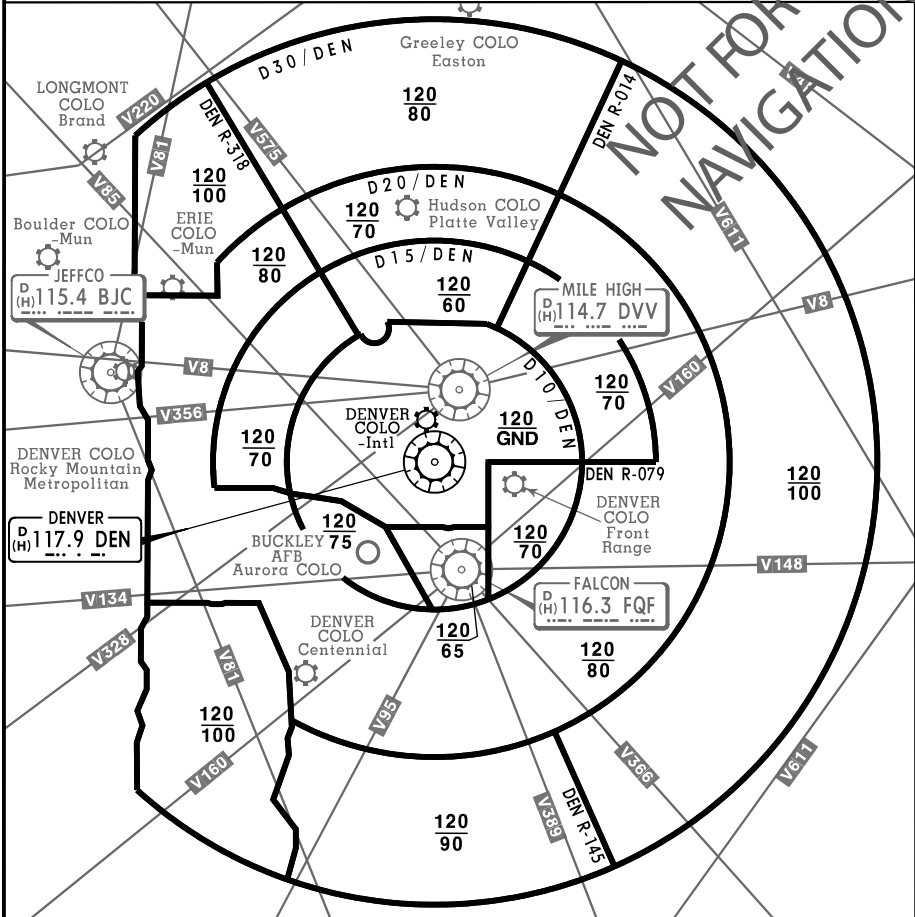 D30/DEN
Greeley COLO
Easton
NOT FOR
NAVIGATION
LONGMONT
COLO
Brand
V220
V81
V85
DEN R-318
V575
120
80
DEN R-014
120
100
D20/DEN
120
70
Hudson COLO
Platte Valley
ERIE
COLO
-Mun
Boulder COLO
-Mun
V611
120
80
D15/DEN
120
60
JEFFCO
D
(H)115.4 BJC
MILE HIGH
D
(H)114.7 DVV
V8
V8
V160
D10/DEN
120
70
V356
DENVER
COLO
-Intl
120
GND
120
70
DENVER COLO
Rocky Mountain
Metropolitan
DEN R-079
120
100
DENVER
D
(H)117.9 DEN
120
75
BUCKLEY
AFB
Aurora COLO
120
70
DENVER
COLO
Front
Range
V148
V134
FALCON
D
(H)116.3 FQF
V328
V81
DENVER
COLO
Centennial
120
65
120
80
120
100
V95
V160
V366
V611
V389
DEN R-145
120
90